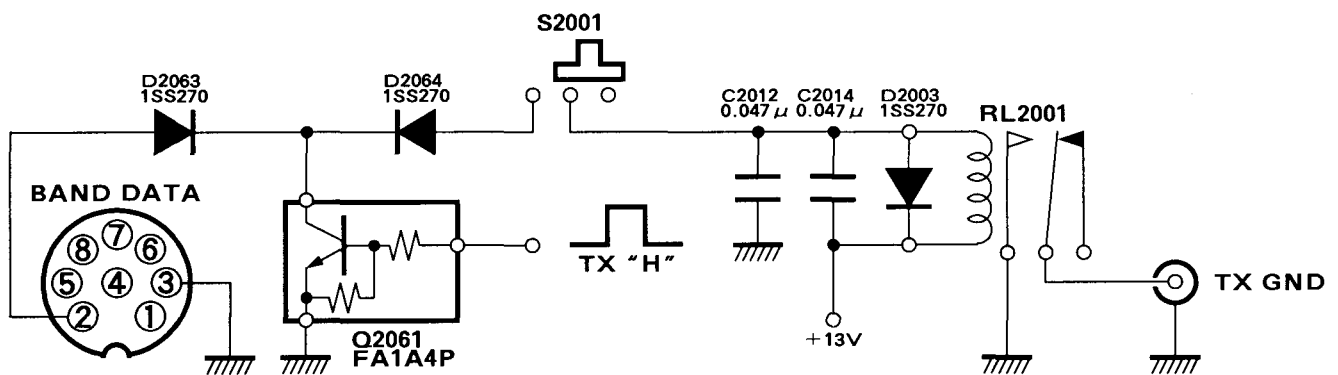 S2001
D2063
1SS270
D2064
1SS270
C2012
0.047μ
C2014
0.047μ
D2003
1SS270
RL2001
BAND DATA
7
8
6
5
4
3
2
1
TX "H"
Q2061
FA1A4P
+13V
TX GND